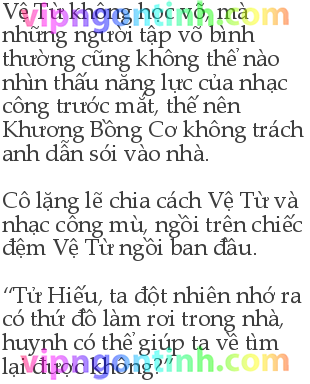 Vệ Từ không học võ, mà
những người tập võ bình
thường cũng không thể nào
nhìn thấu năng lực của nhạc
công trước mắt, thế nên
Khương Bồng Cơ không trách
anh dẫn sói vào nhà.

Cô lặng lẽ chia cách Vệ Từ và
nhạc công mù, ngồi trên chiếc
đệm Vệ Từ ngồi ban đầu.

“Tử Hiếu, ta đột nhiên nhớ ra
có thứ đồ làm rơi trong nhà,
huynh có thể giúp ta về tìm
lại được không?”
vipngontinh.com
vipngontinh.com